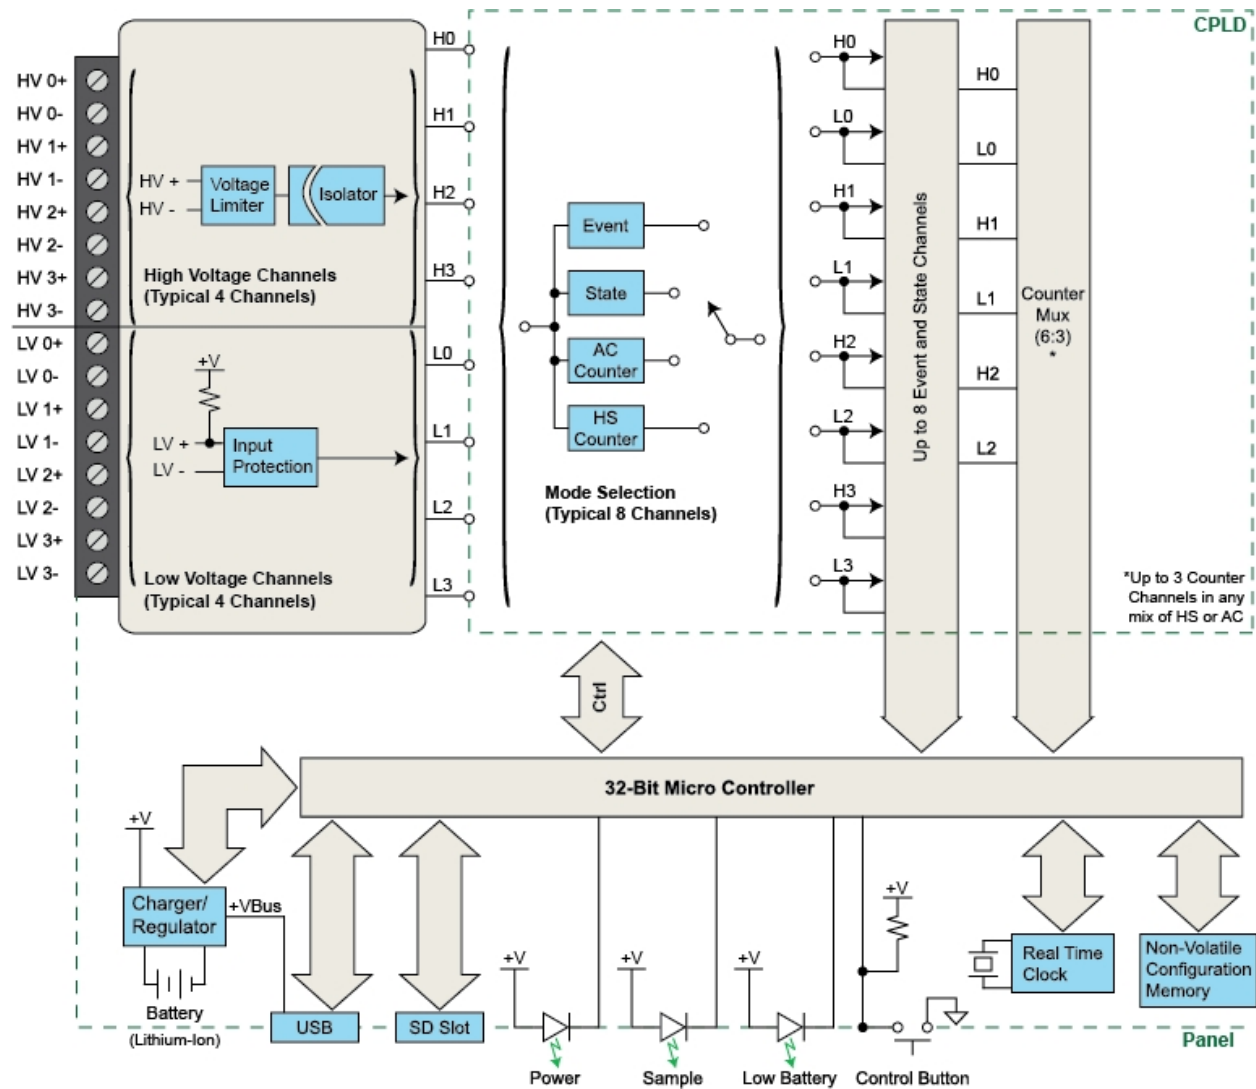 CPLD
HV 0+
HV 0-
HV 1+
HV 1-
HV 2+
HV 2-
HV 3+
HV 3-
LV 0+
LV 0-
LV 1+
LV 1-
LV 2+
LV 2-
LV 3+
LV 3-
HV +
HV -
Voltage
Limiter
Isolator
High Voltage Channels
(Typical 4 Channels)
+V
LV +
LV -
Input
Protection
Low Voltage Channels
(Typical 4 Channels)
H0
H1
H2
H3
L0
L1
L2
L3
Event
State
AC
Counter
HS
Counter
Mode Selection
(Typical 8 Channels)
H0
L0
H1
L1
H2
L2
H3
L3
Up to 8 Event and State Channels
H0
L0
H1
L1
H2
L2
Counter
Mux
(6:3)
*
*Up to 3 Counter
Channels in any
mix of HS or AC
Ctrl
32-Bit Micro Controller
+V
Charger/
Regulator
+VBus
Battery
(Lithium-Ion)
USB
SD Slot
+V
Power
+V
Sample
+V
Low Battery
+V
Control Button
Real Time
Clock
Non-Volatile
Configuration
Memory
Panel